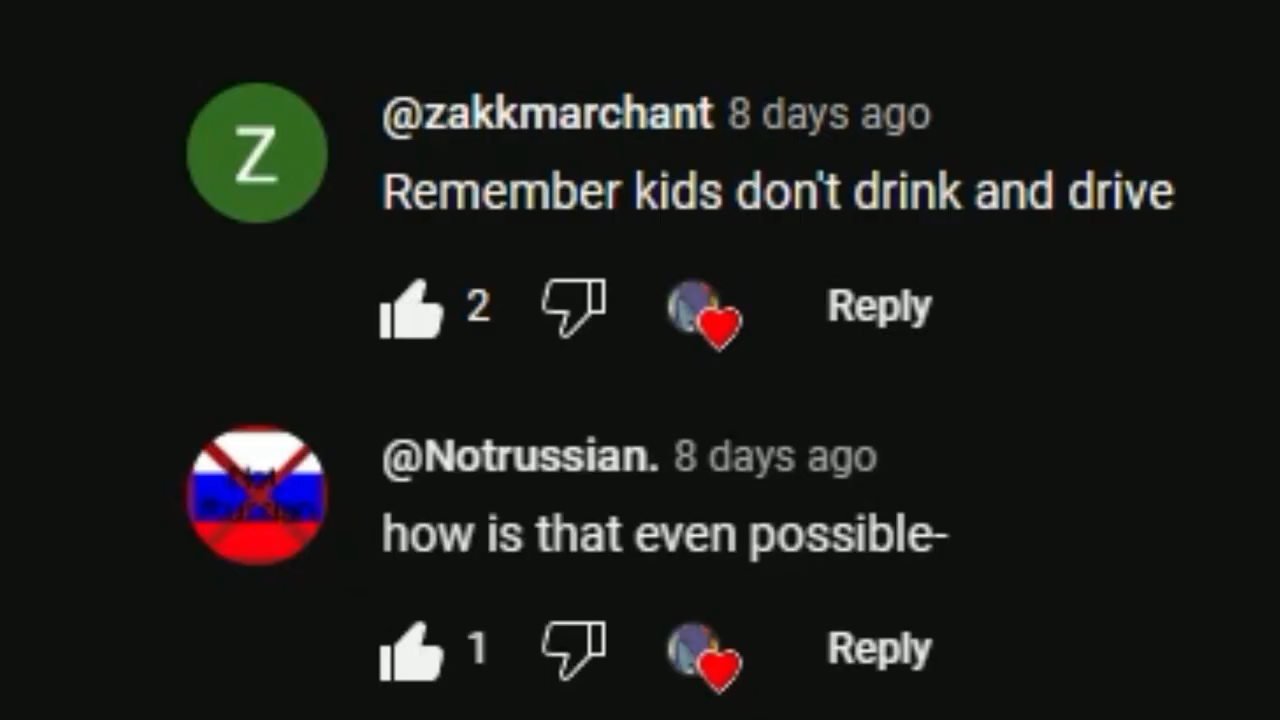 Z
@zakkmarchant 8 days ago
Remember kids don't drink and drive
2
Reply
@Notrussian. 8 days ago
how is that even possible-
1
Reply